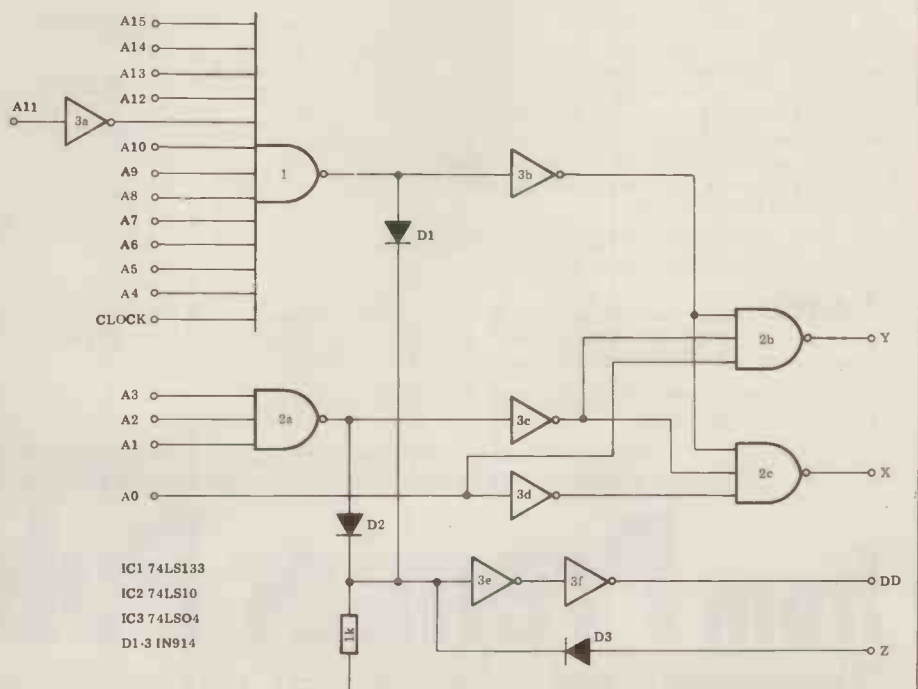 A15
A14
A13
A12
A11
3a
A10
A9
1
3b
A8
A7
D1
A6
A5
A4
CLOCK
2b
Y
A3
A2
2a
3c
A1
2c
X
A0
3d
D2
IC1 74LS133
IC2 74LS10
IC3 74LSO4
D1-3 IN914
3e
3f
DD
1k
D3
Z